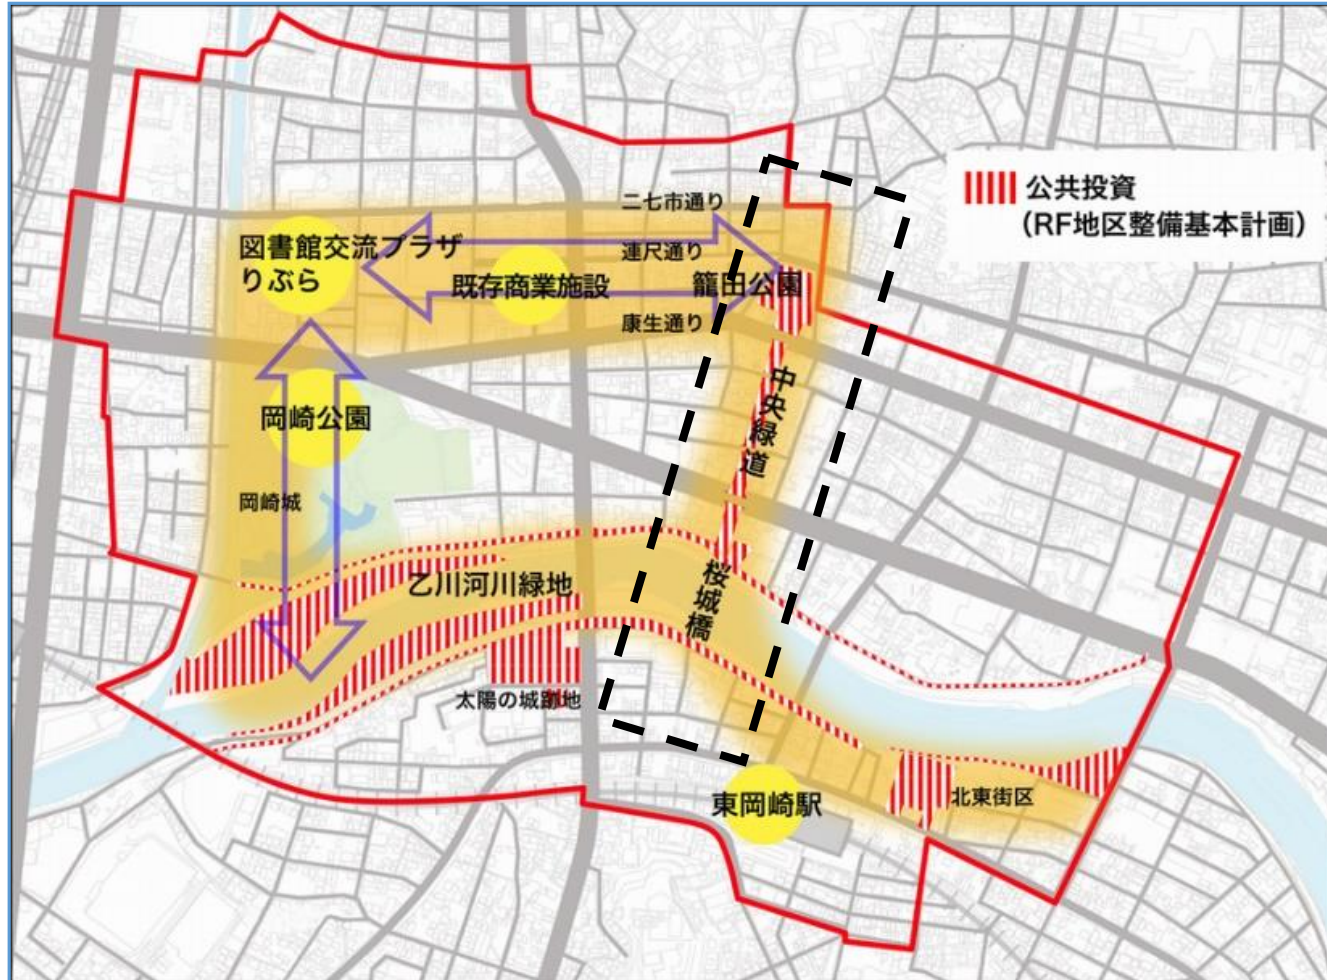 二七市通り
公共投資
(RF地区整備基本計画)
図書館交流プラザ
りぶら
連尺通り
既存商業施設
籠田公園
康生通り
中央緑道
岡崎公園
岡崎城
乙川河川緑地
桜城橋
太陽の城跡地
東岡崎駅
北東街区